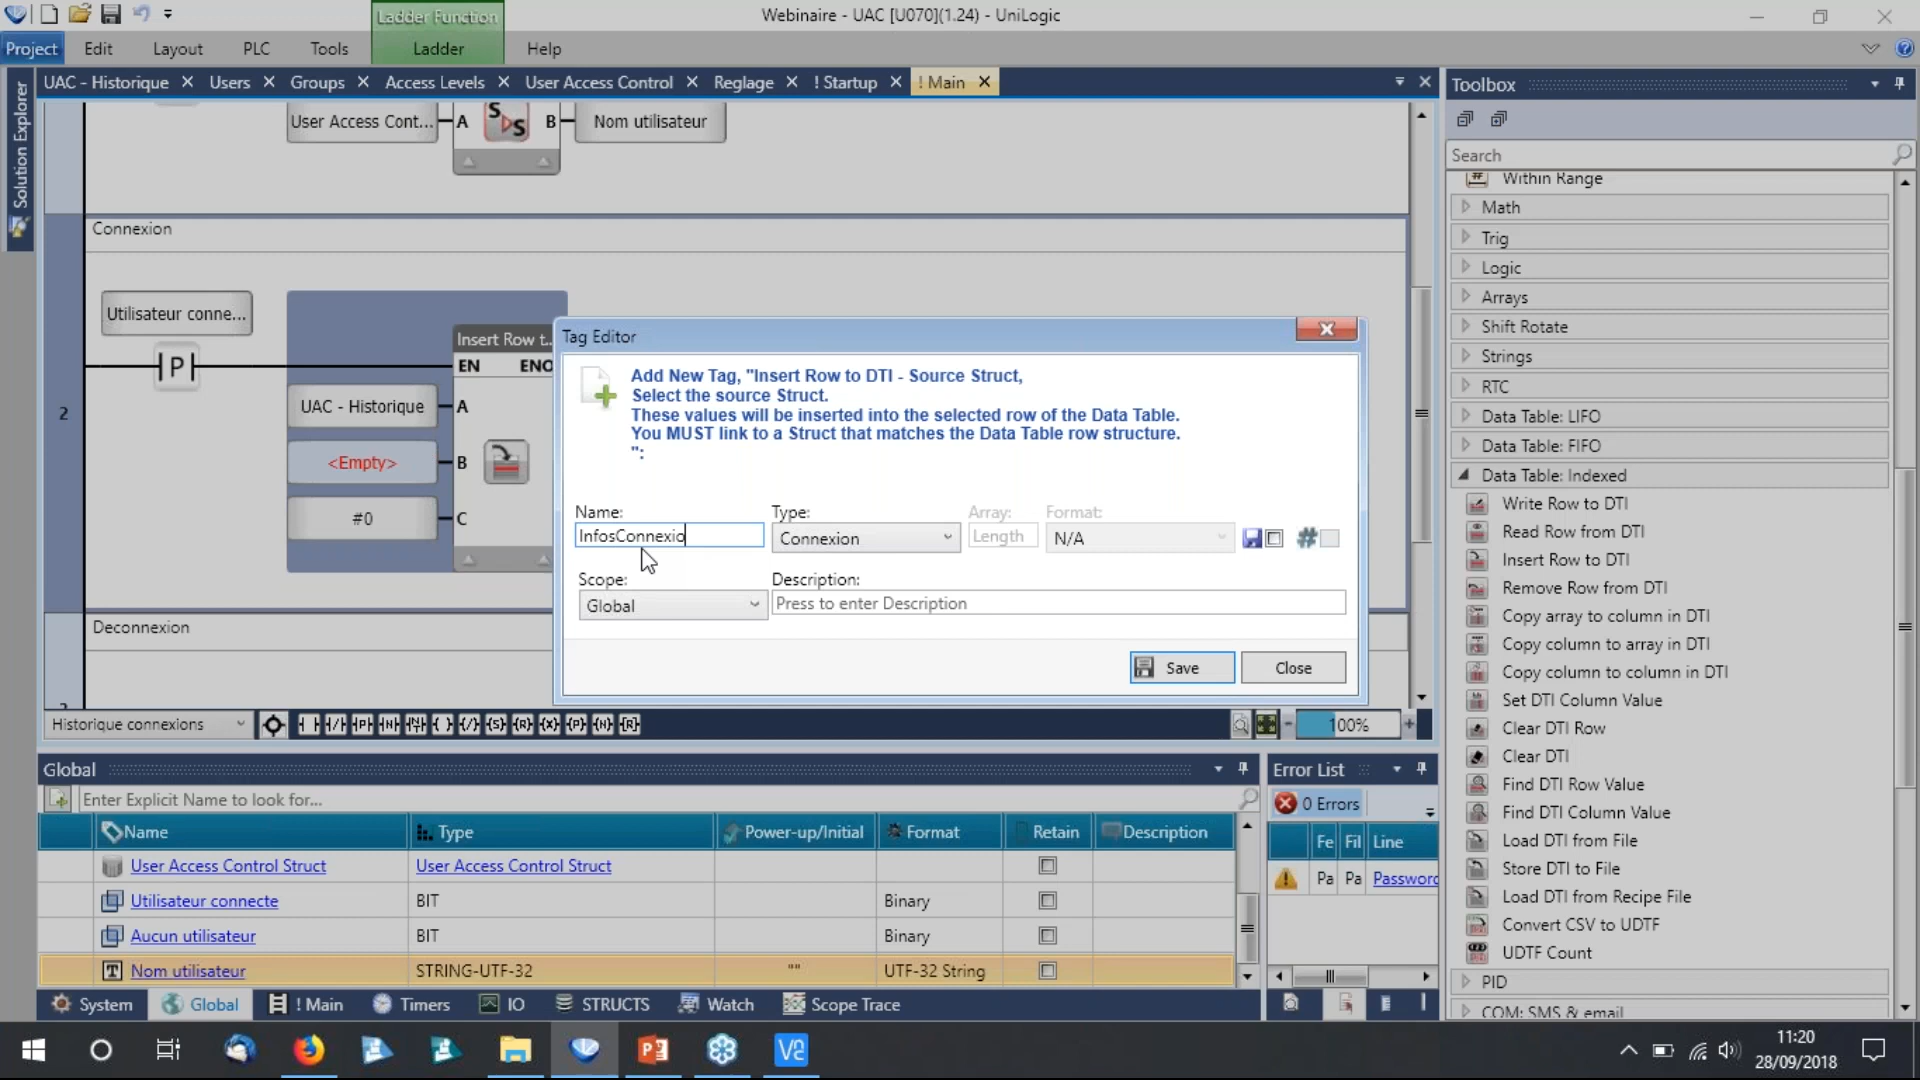 Ladder Function
Webinaire - UAC [U070](1.24) - UniLogic
Project Edit Layout PLC Tools Ladder Help
UAC - Historique Users Groups Access Levels User Access Control Reglage ! Startup ! Main
Toolbox
Solution Explorer
Search
User Access Cont... A S S B Nom utilisateur
Connexion
Utilisateur conne...
P
Insert Row t...
EN ENO
UAC - Historique A
2
<Empty> B
#0 C
Deconnexion
Tag Editor
Add New Tag, "Insert Row to DTI - Source Struct,
Select the source Struct.
These values will be inserted into the selected row of the Data Table.
You MUST link to a Struct that matches the Data Table row structure.
":
Name: Type: Array: Format:
InfosConnexio Connexion Length N/A #
Scope: Description:
Global Press to enter Description
Save Close
Within Range
Math
Trig
Logic
Arrays
Shift Rotate
Strings
RTC
Data Table: LIFO
Data Table: FIFO
Data Table: Indexed
Write Row to DTI
Read Row from DTI
Insert Row to DTI
Remove Row from DTI
Copy array to column in DTI
Copy column to array in DTI
Copy column to column in DTI
Set DTI Column Value
Clear DTI Row
Clear DTI
Find DTI Row Value
Find DTI Column Value
Load DTI from File
Store DTI to File
Load DTI from Recipe File
Convert CSV to UDTF
UDTF Count
PID
COM: SMS & email
Historique connexions 100%
Global
Enter Explicit Name to look for...
Name Type Power-up/Initial Format Retain Description
User Access Control Struct User Access Control Struct
Utilisateur connecte BIT Binary
Aucun utilisateur BIT Binary
Nom utilisateur STRING-UTF-32 "" UTF-32 String
Error List
0 Errors
Fe Fil Line
Pa Pa Password
System Global ! Main Timers IO STRUCTS Watch Scope Trace
11:20
28/09/2018